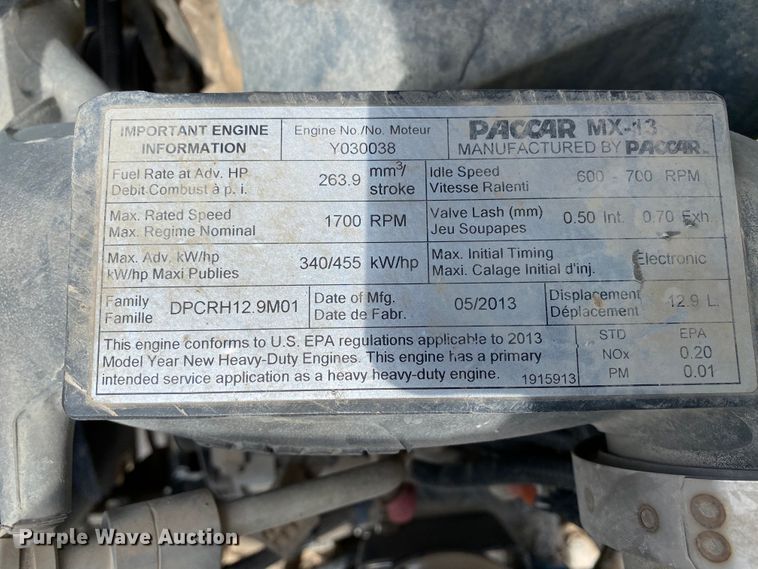 IMPORTANT ENGINE
INFORMATION
Engine No./No. Moteur
Y030038
PACCAR MX-13
MANUFACTURED BY PACCAR
Fuel Rate at Adv. HP
Debit Combust à p. i.
263.9 mm³/
stroke
Idle Speed
Vitesse Ralenti
600 - 700 RPM
Max. Rated Speed
Max. Regime Nominal
1700 RPM
Valve Lash (mm)
Jeu Soupapes
0.50 Int. 0.70 Exh.
Max. Adv. kW/hp
kW/hp Maxi Publies
340/455 kW/hp
Max. Initial Timing
Maxi. Calage Initial d'inj.
Electronic
Family
Famille
DPCRH12.9M01
Date of Mfg.
Date de Fabr.
05/2013
Displacement
Déplacement
12.9 L.
This engine conforms to U.S. EPA regulations applicable to 2013
Model Year New Heavy-Duty Engines. This engine has a primary
intended service application as a heavy heavy-duty engine.
1915913
STD EPA
NOx 0.20
PM 0.01
Purple Wave Auction